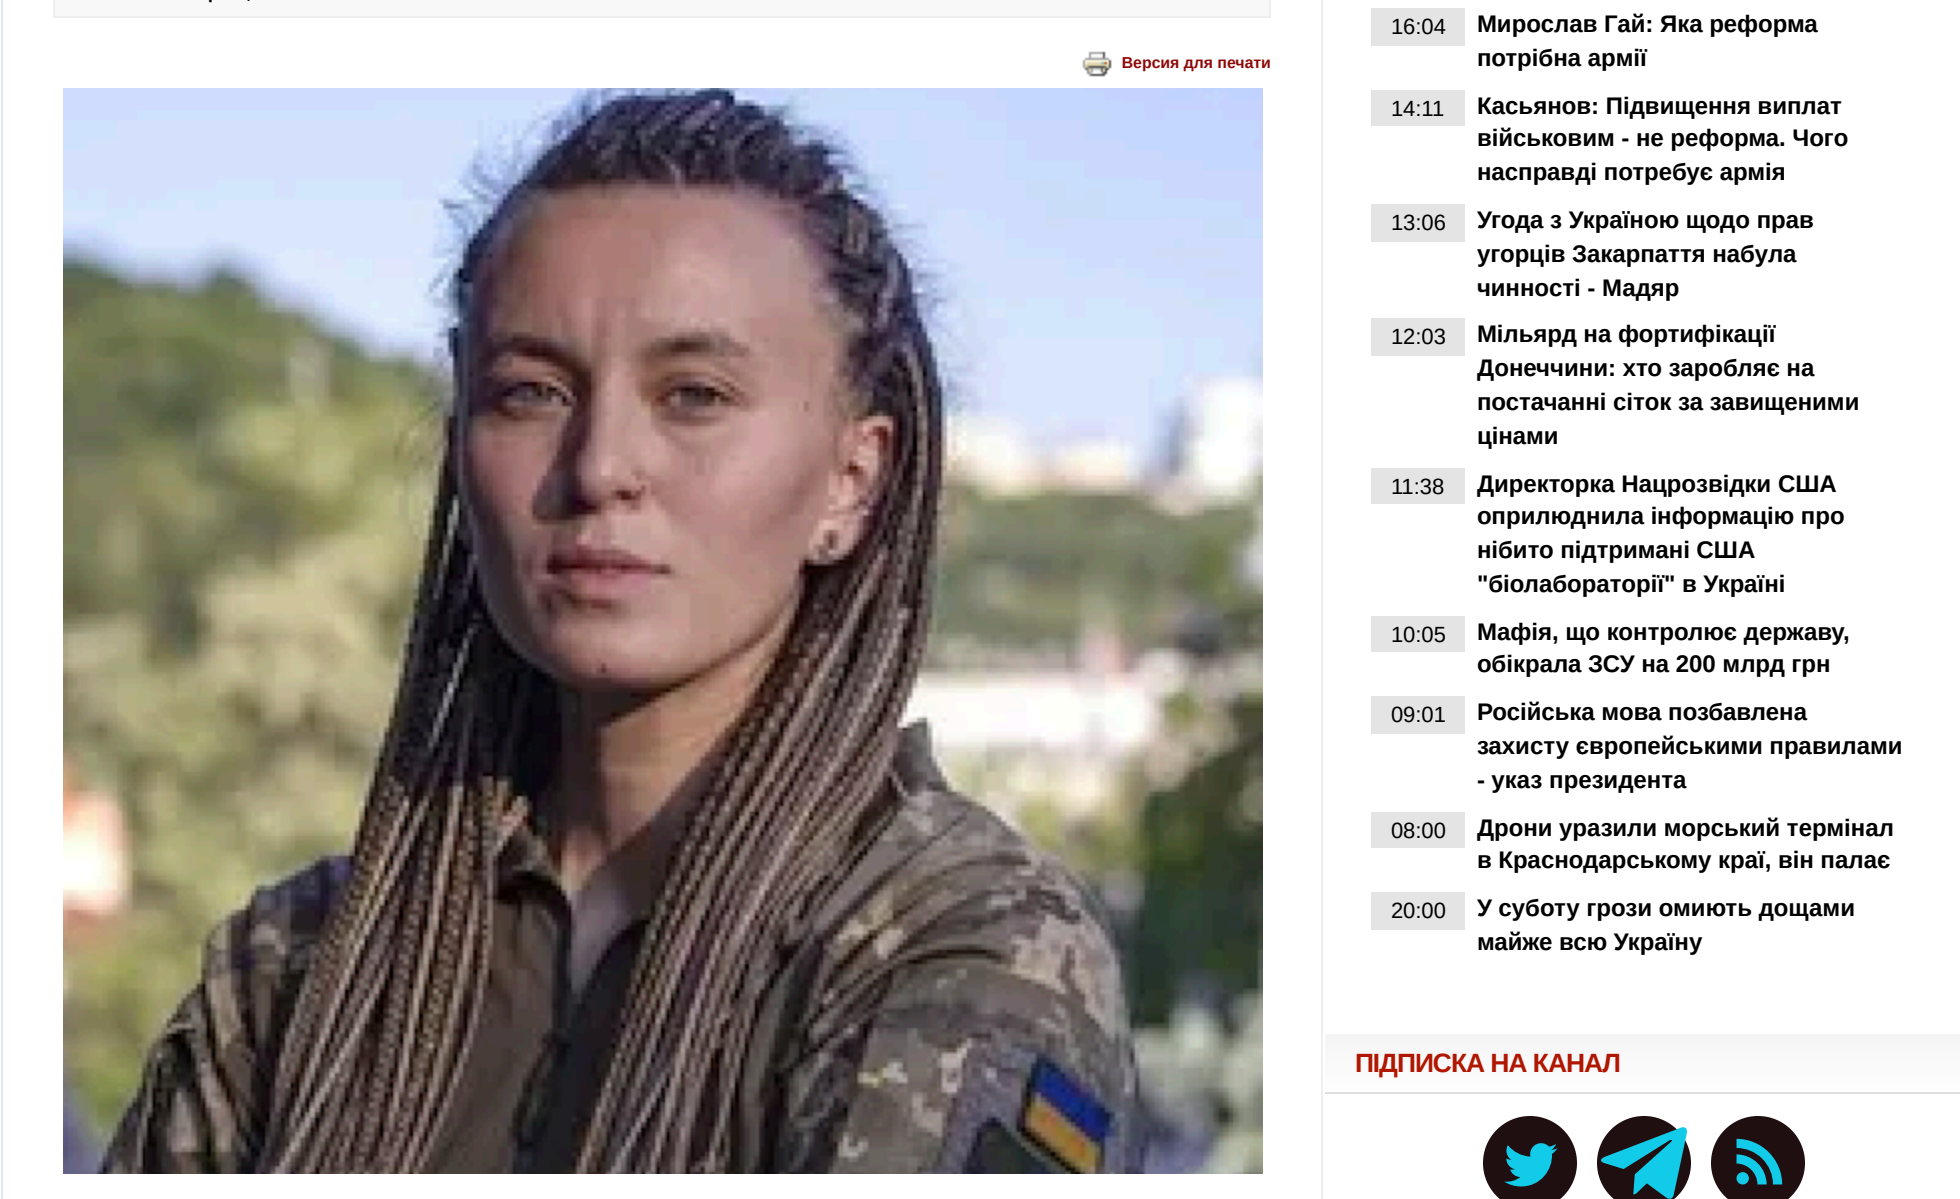 Версия для печати
16:04
Мирослав Гай: Яка реформа
потрібна армії
14:11
Касьянов: Підвищення виплат
військовим - не реформа. Чого
насправді потребує армія
13:06
Угода з Україною щодо прав
угорців Закарпаття набула
чинності - Мадяр
12:03
Мільярд на фортифікації
Донеччини: хто заробляє на
постачанні сіток за завищеними
цінами
11:38
Директорка Нацрозвідки США
оприлюднила інформацію про
нібито підтримані США
"біолабораторії" в Україні
10:05
Мафія, що контролює державу,
обікрала ЗСУ на 200 млрд грн
09:01
Російська мова позбавлена
захисту європейськими правилами
- указ президента
08:00
Дрони уразили морський термінал
в Краснодарському краї, він палає
20:00
У суботу грози омиють дощами
майже всю Україну
ПІДПИСКА НА КАНАЛ